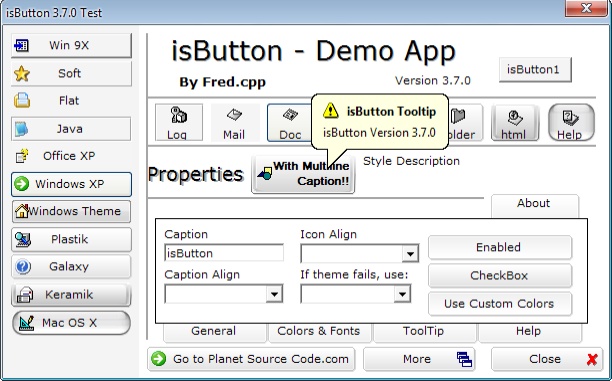 isButton 3.7.0 Test
Win 9X
Soft
Flat
Java
Office XP
Windows XP
Windows Theme
Plastik
Galaxy
Keramik
Mac OS X
isButton - Demo App
By Fred.cpp
Version 3.7.0
isButton1
Log
Mail
Doc
html
Help
isButton Tooltip
isButton Version 3.7.0
Properties
With Multiline
Caption!!
Style Description
About
Caption
isButton
Icon Align
Caption Align
If theme fails, use:
Enabled
CheckBox
Use Custom Colors
General
Colors & Fonts
ToolTip
Help
Go to Planet Source Code.com
More
Close